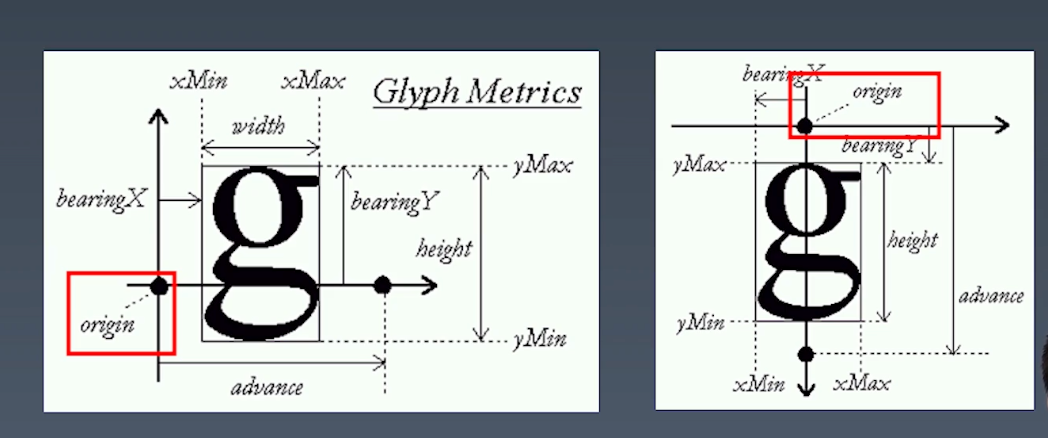 xMin
xMax
Glyph Metrics
width
yMax
bearingX
bearingY
g
height
origin
yMin
advance
bearingX
origin
bearingY
yMax
g
height
advance
yMin
xMin
xMax